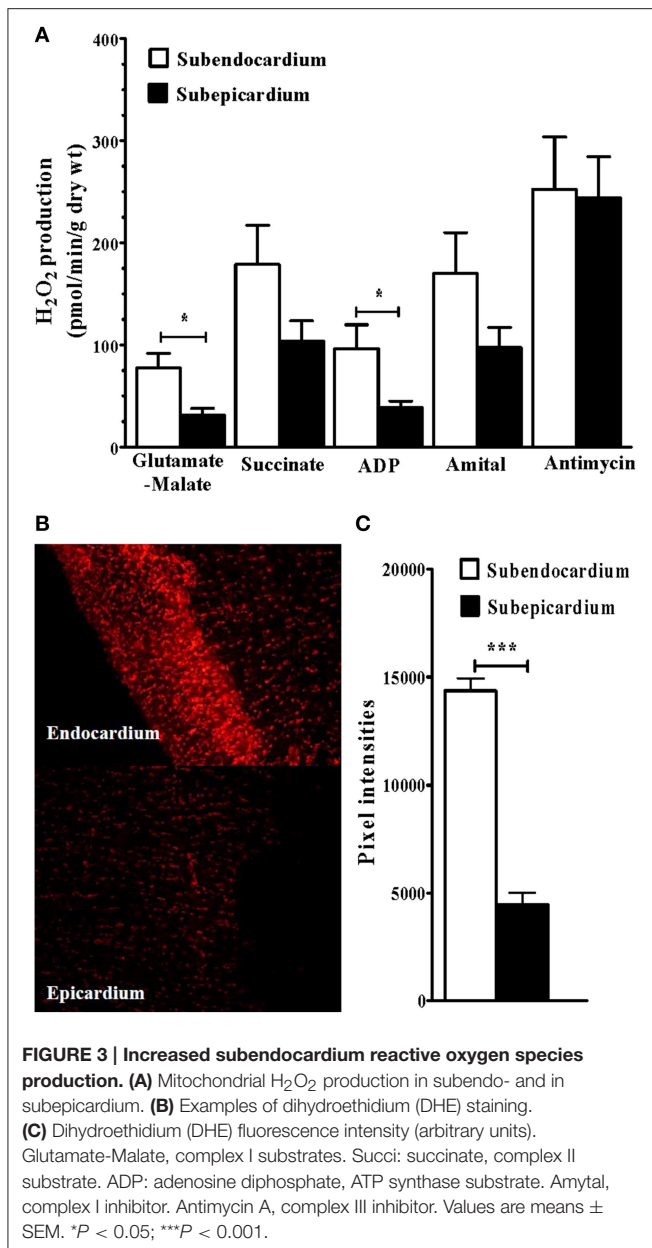 A
400
300
200
100
0
H₂O₂ production
(pmol/min/g dry wt)
Subendocardium
Subepicardium
*
*
Glutamate
-Malate
Succinate
ADP
Amital
Antimycin
B
Endocardium
Epicardium
C
20000
15000
10000
5000
0
Pixel intensities
Subendocardium
Subepicardium
***
FIGURE 3 | Increased subendocardium reactive oxygen species
production. (A) Mitochondrial H₂O₂ production in subendo- and in
subepicardium. (B) Examples of dihydroethidium (DHE) staining.
(C) Dihydroethidium (DHE) fluorescence intensity (arbitrary units).
Glutamate-Malate, complex I substrates. Succi: succinate, complex II
substrate. ADP: adenosine diphosphate, ATP synthase substrate. Amytal,
complex I inhibitor. Antimycin A, complex III inhibitor. Values are means ±
SEM. *P < 0.05; ***P < 0.001.